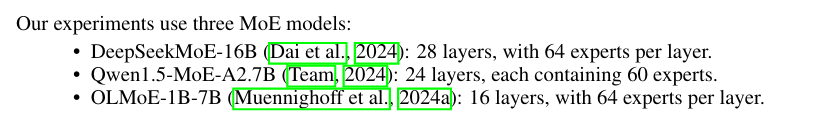 Our experiments use three MoE models:
• DeepSeekMoE-16B (Dai et al., 2024): 28 layers, with 64 experts per layer.
• Qwen1.5-MoE-A2.7B (Team, 2024): 24 layers, each containing 60 experts.
• OLMoE-1B-7B (Muennighoff et al., 2024a): 16 layers, with 64 experts per layer.